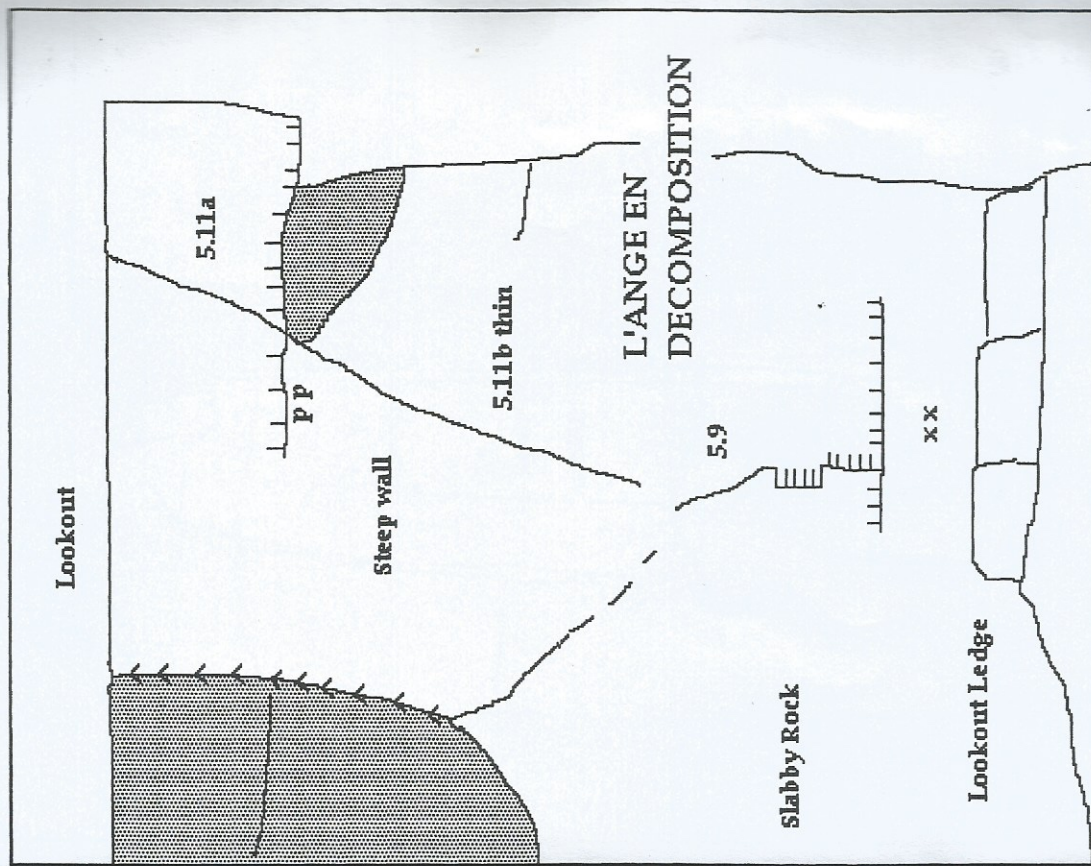 Lookout
5.11a
p p
Steep wall
5.11b thin
L'ANGE EN
DECOMPOSITION
5.9
Slabby Rock
x x
Lookout Ledge